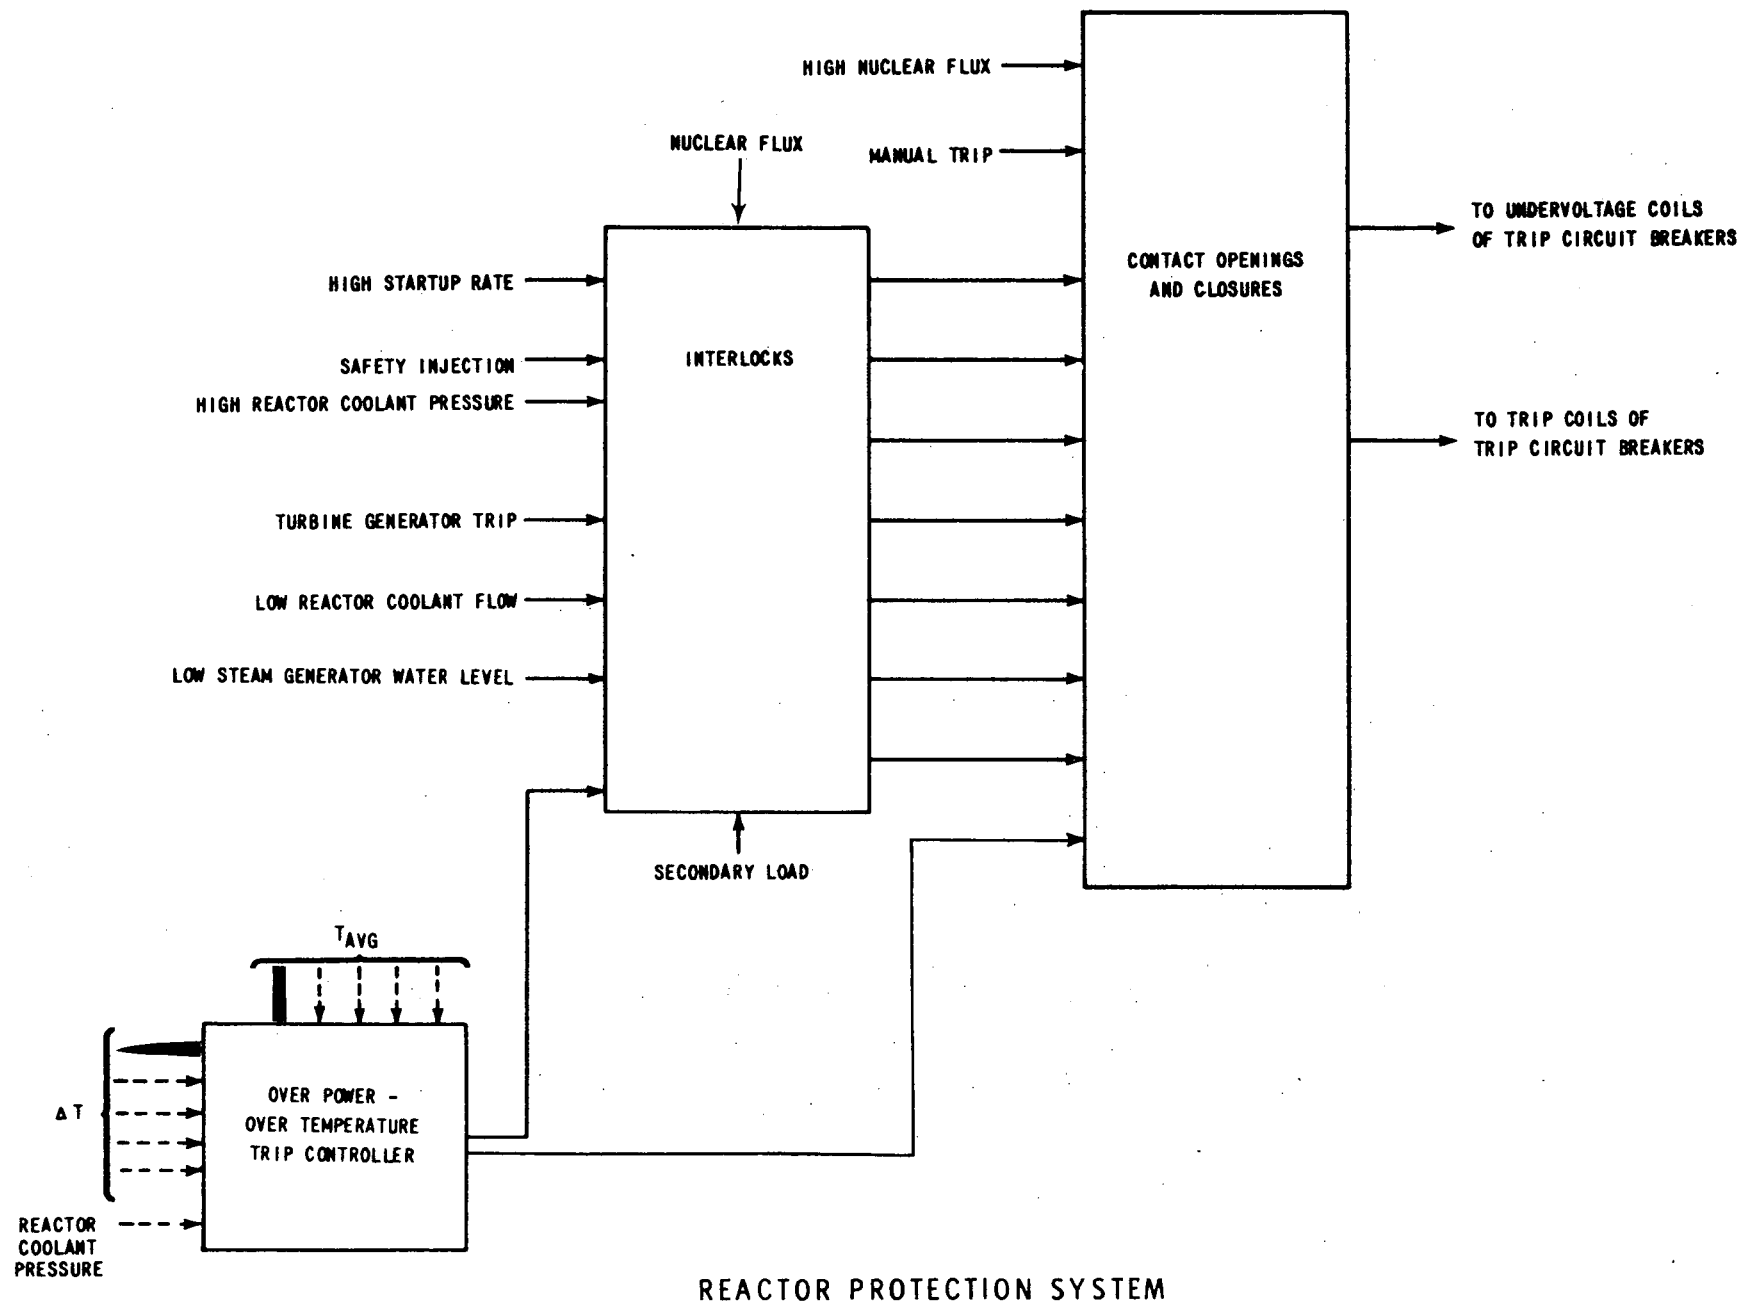 HIGH NUCLEAR FLUX
NUCLEAR FLUX
MANUAL TRIP
TO UNDERVOLTAGE COILS
OF TRIP CIRCUIT BREAKERS
CONTACT OPENINGS
AND CLOSURES
HIGH STARTUP RATE
INTERLOCKS
SAFETY INJECTION
HIGH REACTOR COOLANT PRESSURE
TO TRIP COILS OF
TRIP CIRCUIT BREAKERS
TURBINE GENERATOR TRIP
LOW REACTOR COOLANT FLOW
LOW STEAM GENERATOR WATER LEVEL
SECONDARY LOAD
TAVG
ΔT
OVER POWER -
OVER TEMPERATURE
TRIP CONTROLLER
REACTOR
COOLANT
PRESSURE
REACTOR PROTECTION SYSTEM